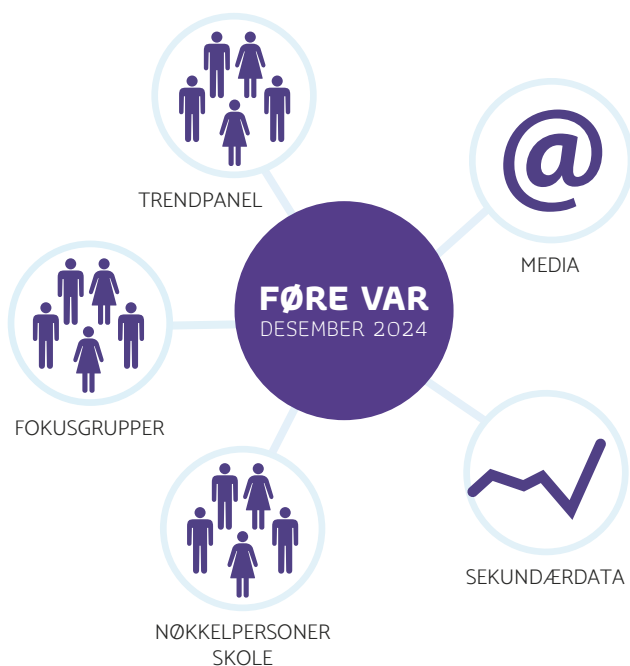 TRENDPANEL
@
MEDIA
FØRE VAR
DESEMBER 2024
FOKUSGRUPPER
SEKUNDÆRDATA
NØKKELPERSONER
SKOLE